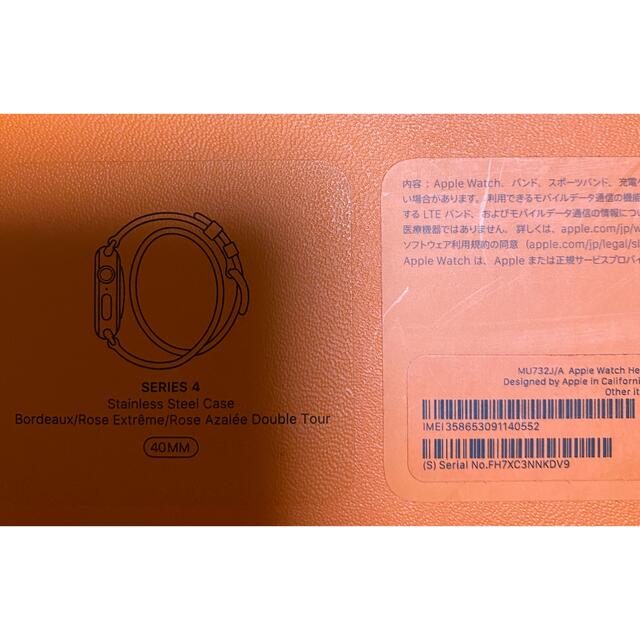 SERIES 4
Stainless Steel Case
Bordeaux/Rose Extrême/Rose Azalée Double Tour
40MM
内容：Apple Watch、バンド、スポーツバンド、充電
い場合があります。利用できるモバイルデータ通信の機能
する LTE バンド、およびモバイルデータ通信の情報につ
医療機器ではありません。詳しくは、apple.com/jp/w
ソフトウェア利用規約の同意（apple.com/jp/legal/sl
Apple Watch は、Apple または正規サービスプロバイ
MU732J/A Apple Watch He
Designed by Apple in Californi
Other it
IMEI 358653091140552
(S) Serial No.FH7XC3NNKDV9